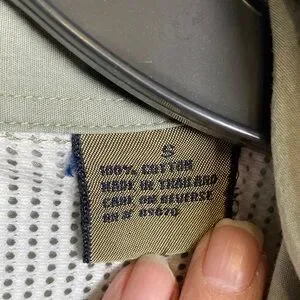 S
100% COTTON
MADE IN THAILAND
CARE ON REVERSE
RN#